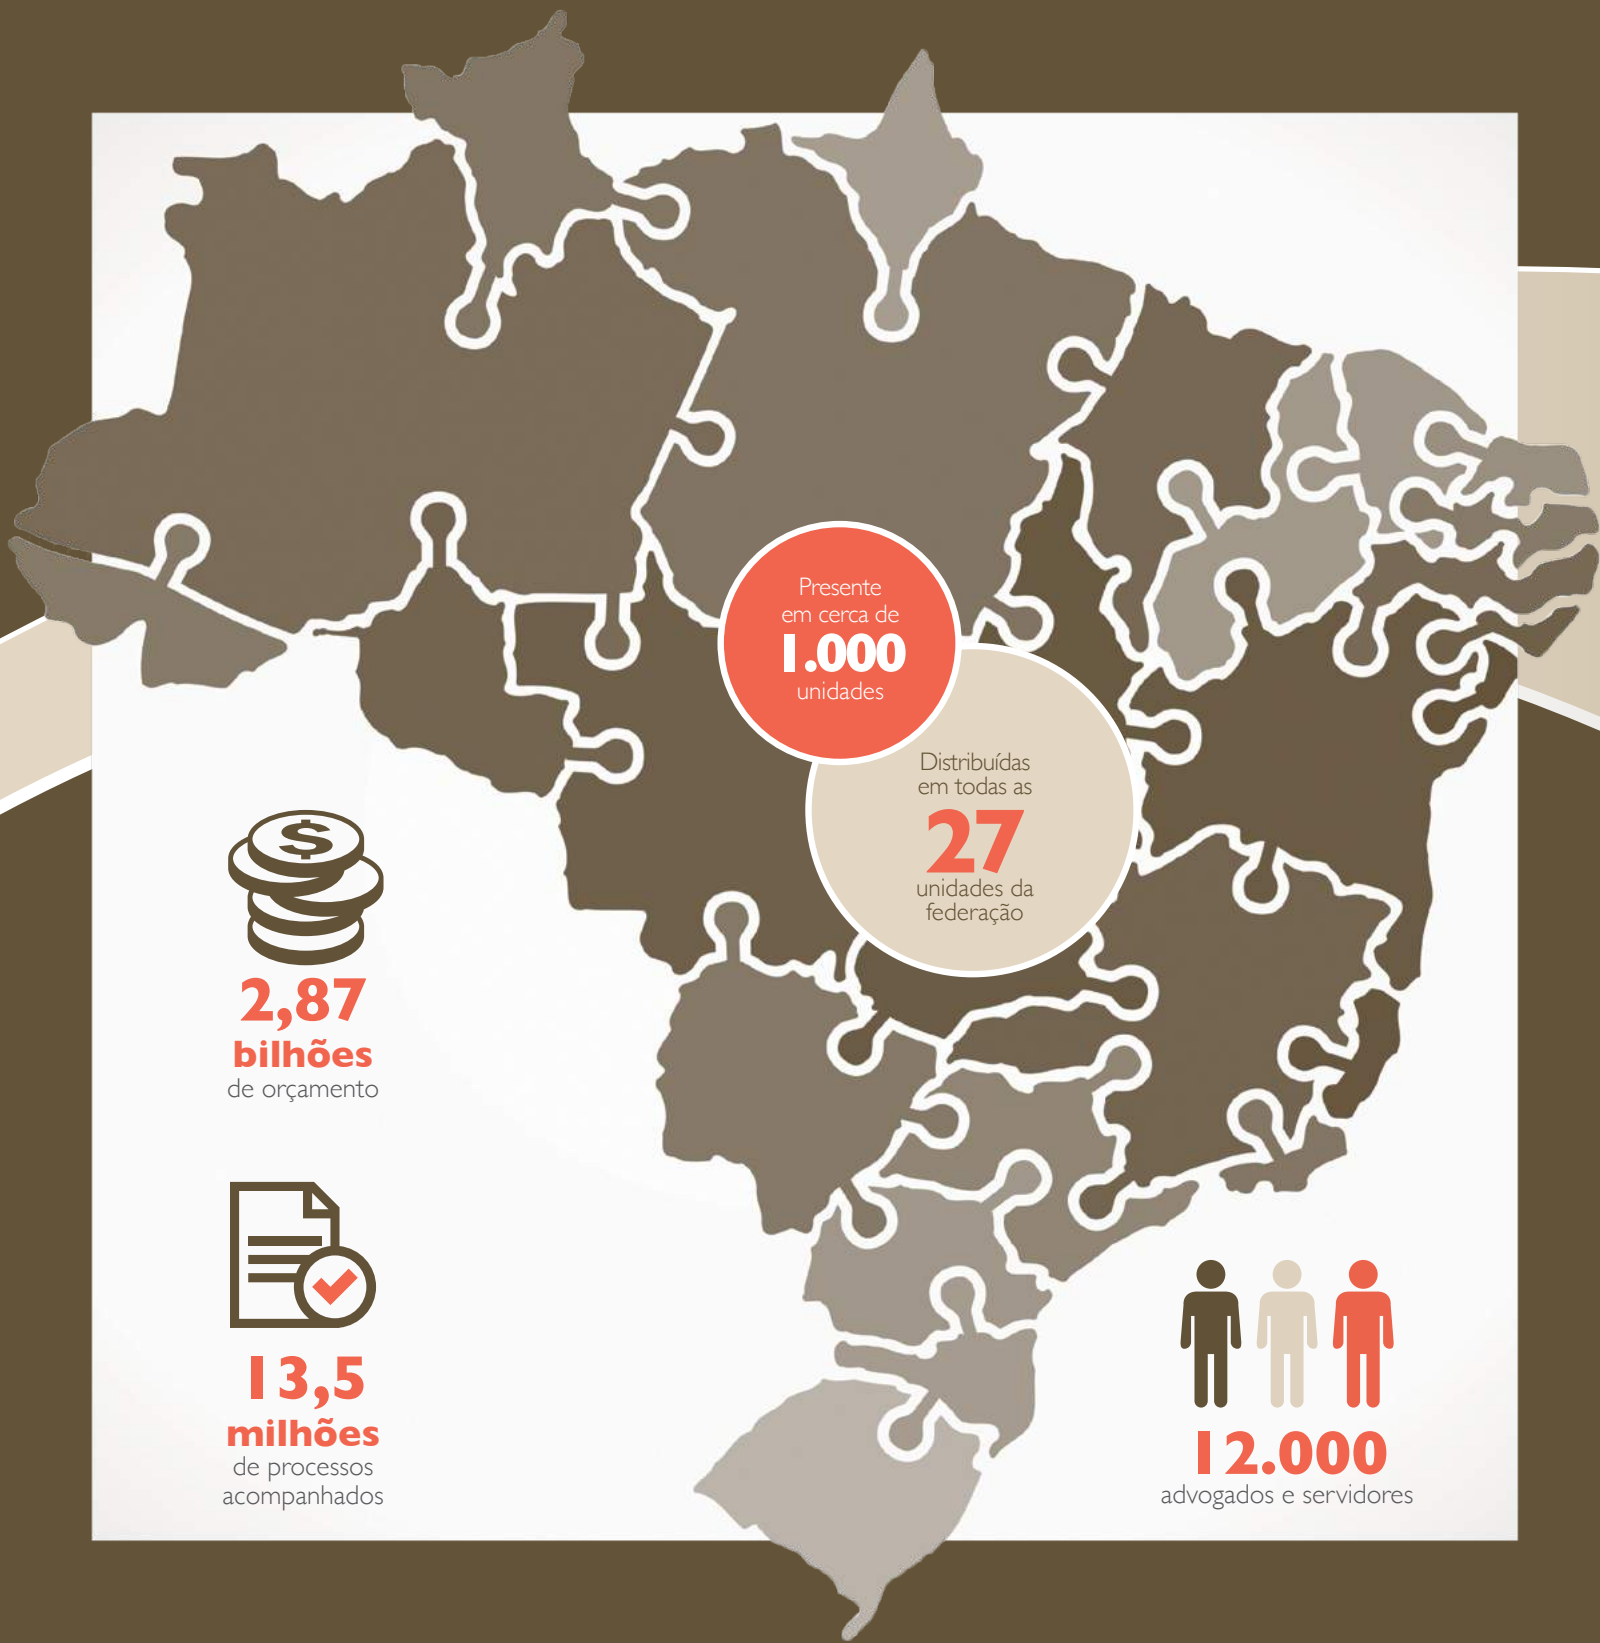 Presente
em cerca de
1.000
unidades
Distribuídas
em todas as
27
unidades da
federação
$
2,87
bilhões
de orçamento
13,5
milhões
de processos
acompanhados
12.000
advogados e servidores